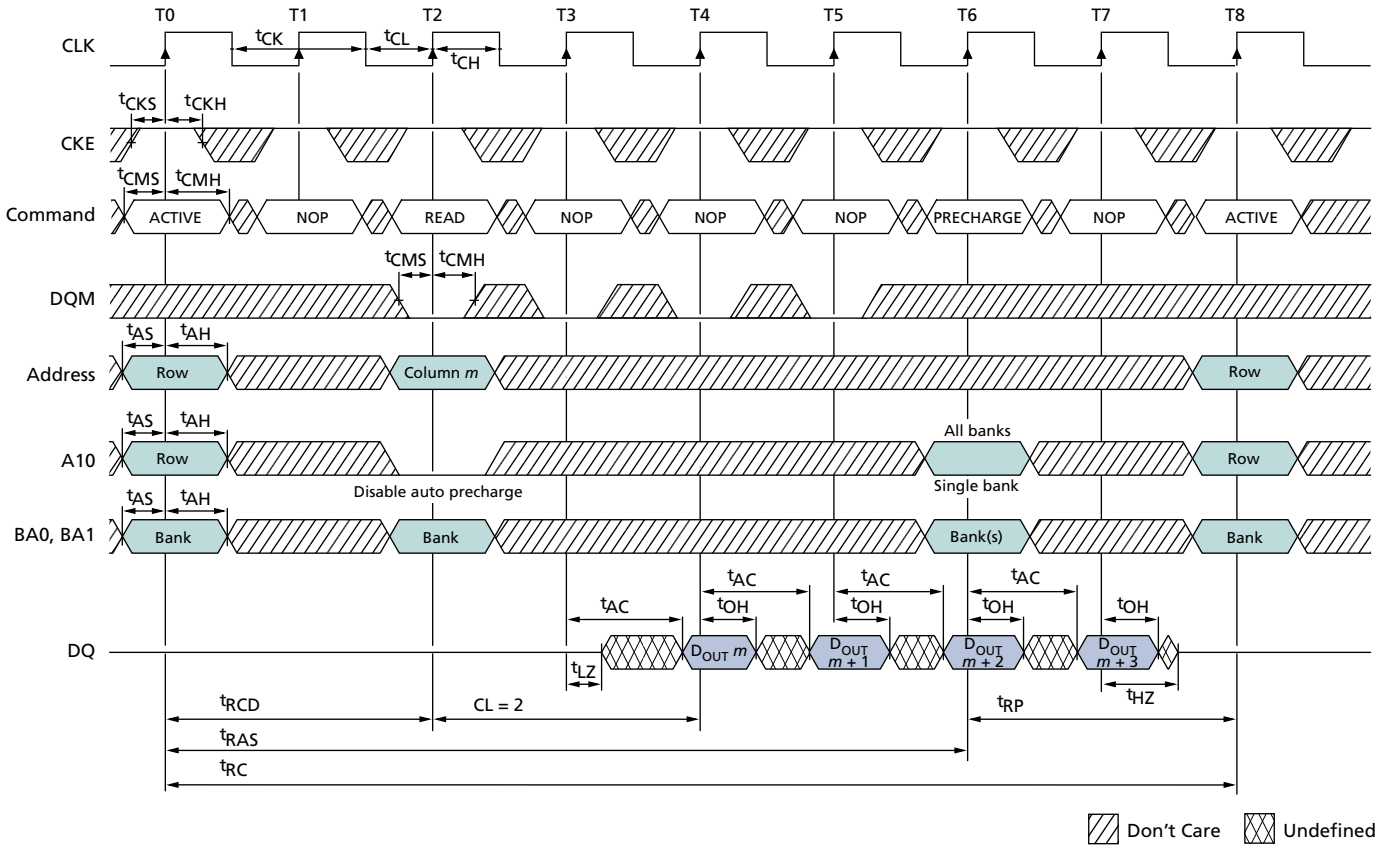 T0 T1 T2 T3 T4 T5 T6 T7 T8
CLK
tCK tCL
tCH
tCKS tCKH
CKE
tCMS tCMH
Command ACTIVE NOP READ NOP NOP NOP PRECHARGE NOP ACTIVE
tCMS tCMH
DQM
tAS tAH
Address Row Column m Row
tAS tAH
All banks
A10 Row Row
Disable auto precharge Single bank
tAS tAH
BA0, BA1 Bank Bank Bank(s) Bank
tAC tAC tAC
tAC tOH tOH tOH tOH
DQ DOUT m DOUT m + 1 DOUT m + 2 DOUT m + 3
tLZ tHZ
tRCD CL = 2 tRP
tRAS
tRC
Don't Care Undefined